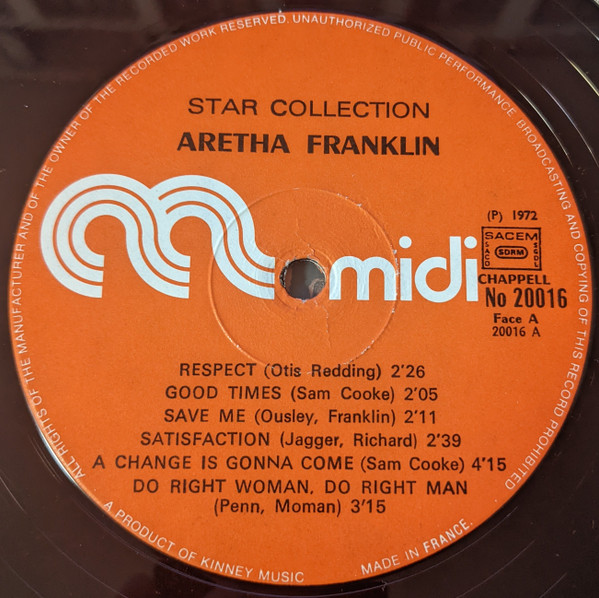 ALL RIGHTS OF THE MANUFACTURER AND OF THE OWNER OF THE RECORDED WORK RESERVED. UNAUTHORIZED PUBLIC PERFORMANCE, BROADCASTING AND COPYING OF THIS RECORD PROHIBITED
STAR COLLECTION
ARETHA FRANKLIN
midi
(P) 1972
SACEM
SACD
SDRM
SGDL
CHAPPELL
No 20016
Face A
20016 A
RESPECT (Otis Redding) 2'26
GOOD TIMES (Sam Cooke) 2'05
SAVE ME (Ousley, Franklin) 2'11
SATISFACTION (Jagger, Richard) 2'39
A CHANGE IS GONNA COME (Sam Cooke) 4'15
DO RIGHT WOMAN, DO RIGHT MAN
(Penn, Moman) 3'15
A PRODUCT OF KINNEY MUSIC
MADE IN FRANCE.